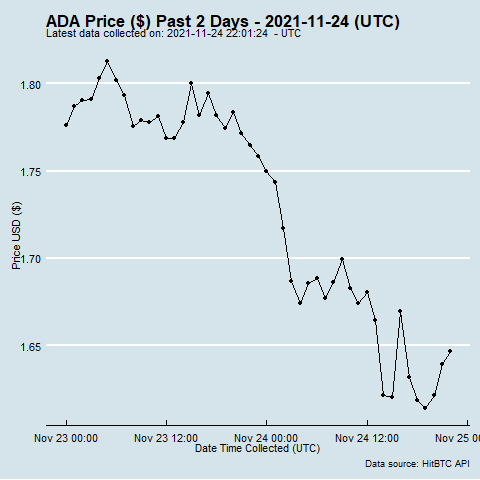 ADA Price ($) Past 2 Days - 2021-11-24 (UTC)
Latest data collected on: 2021-11-24 22:01:24 - UTC
1.80
1.75
1.70
1.65
Price USD ($)
Nov 23 00:00 Nov 23 12:00 Nov 24 00:00 Nov 24 12:00 Nov 25 00
Date Time Collected (UTC)
Data source: HitBTC API